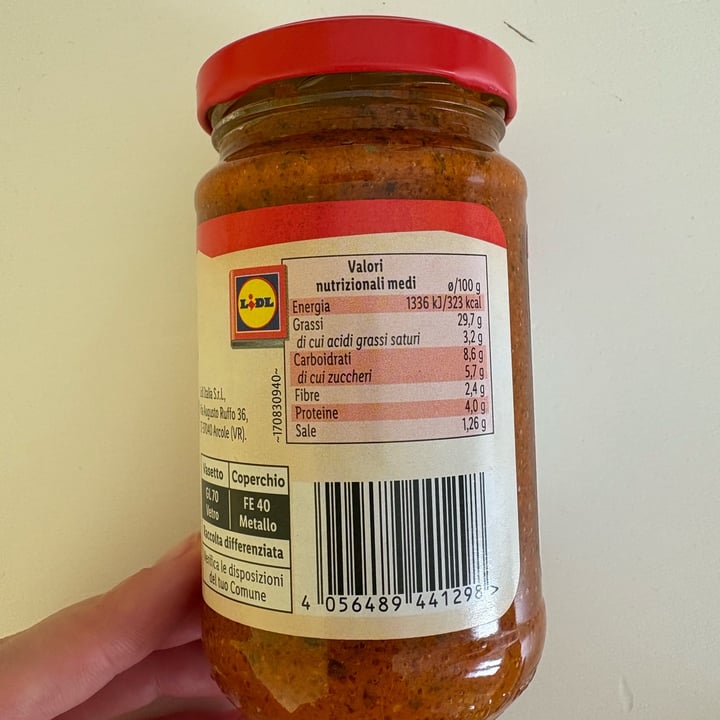 Valori
nutrizionali medi ø/100 g
Energia 1336 kJ/323 kcal
Grassi 29,7 g
di cui acidi grassi saturi 3,2 g
Carboidrati 8,6 g
di cui zuccheri 5,7 g
Fibre 2,4 g
Proteine 4,0 g
Sale 1,26 g
LIDL
~170830940~
Italia S.r.l.,
Augusto Ruffo 36,
Arcole (VR).
Vasetto Coperchio
GL 70 FE 40
Vetro Metallo
Raccolta differenziata
Verifica le disposizioni
del tuo Comune
4 056489 441298 >